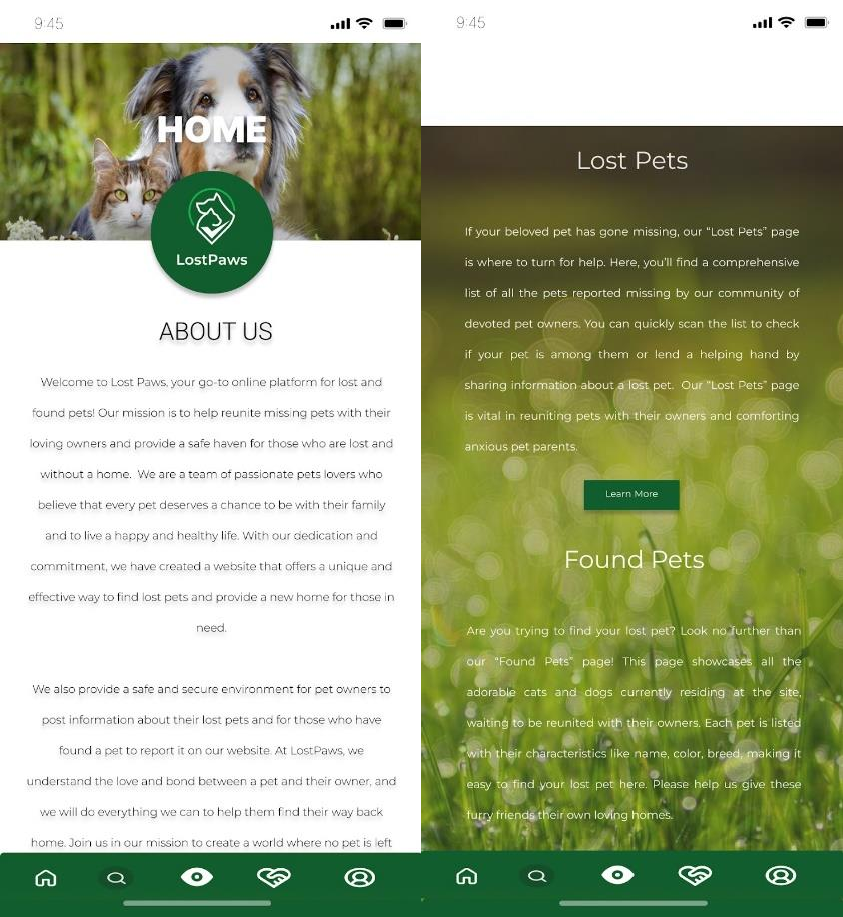 9:45
HOME
LostPaws
ABOUT US
Welcome to Lost Paws, your go-to online platform for lost and
found pets! Our mission is to help reunite missing pets with their
loving owners and provide a safe haven for those who are lost and
without a home. We are a team of passionate pets lovers who
believe that every pet deserves a chance to be with their family
and to live a happy and healthy life. With our dedication and
commitment, we have created a website that offers a unique and
effective way to find lost pets and provide a new home for those in
need.
We also provide a safe and secure environment for pet owners to
post information about their lost pets and for those who have
found a pet to report it on our website. At LostPaws, we
understand the love and bond between a pet and their owner, and
we will do everything we can to help them find their way back
home. Join us in our mission to create a world where no pet is left
9:45
Lost Pets
If your beloved pet has gone missing, our “Lost Pets” page
is where to turn for help. Here, you’ll find a comprehensive
list of all the pets reported missing by our community of
devoted pet owners. You can quickly scan the list to check
if your pet is among them or lend a helping hand by
sharing information about a lost pet. Our “Lost Pets” page
is vital in reuniting pets with their owners and comforting
anxious pet parents.
Learn More
Found Pets
Are you trying to find your lost pet? Look no further than
our “Found Pets” page! This page showcases all the
adorable cats and dogs currently residing at the site,
waiting to be reunited with their owners. Each pet is listed
with their characteristics like name, color, breed, making it
easy to find your lost pet here. Please help us give these
furry friends their own loving homes.